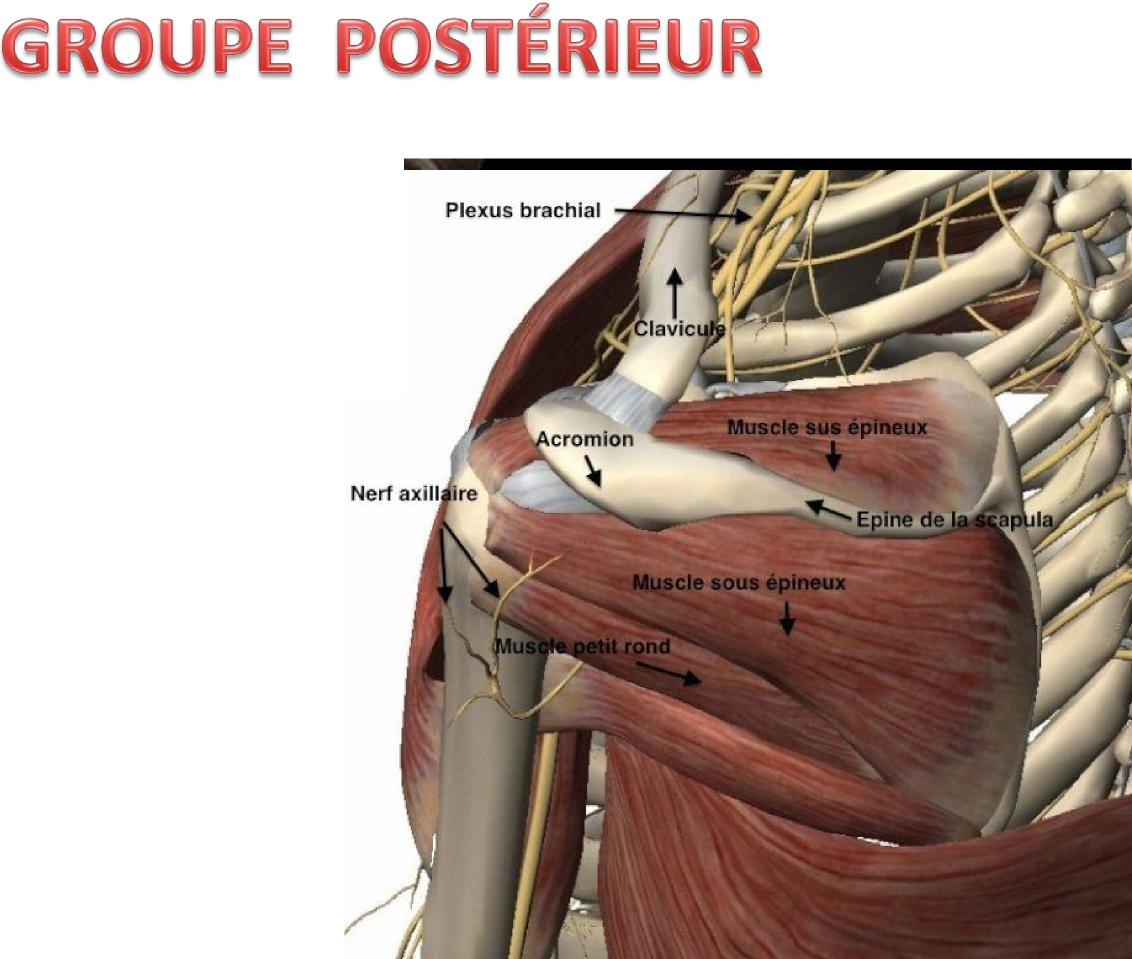 GROUPE POSTÉRIEUR
Plexus brachial
Clavicule
Muscle sus épineux
Acromion
Nerf axillaire
Epine de la scapula
Muscle sous épineux
Muscle petit rond